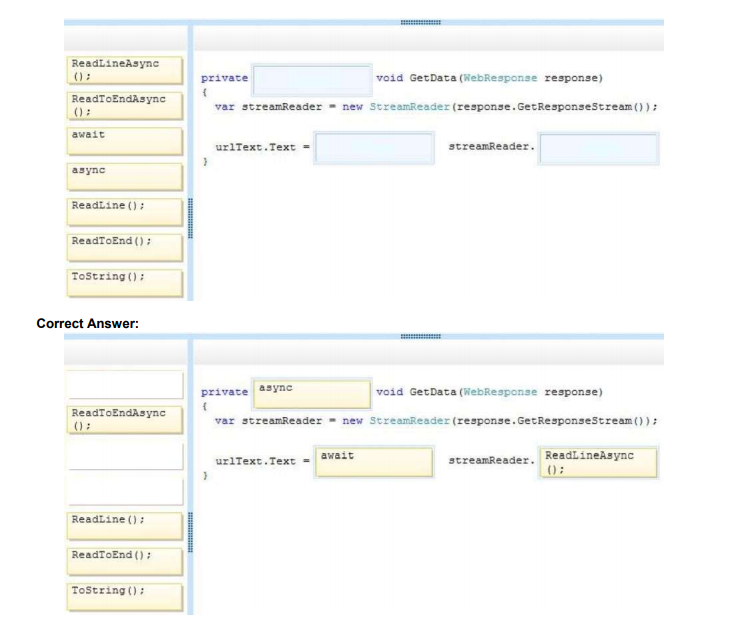 ReadLineAsync
();
ReadToEndAsync
();
await
async
ReadLine();
ReadToEnd();
ToString();
private void GetData(WebResponse response)
{
var streamReader = new StreamReader(response.GetResponseStream());
urlText.Text = streamReader.
}
Correct Answer:
ReadToEndAsync
();
ReadLine();
ReadToEnd();
ToString();
private async void GetData(WebResponse response)
{
var streamReader = new StreamReader(response.GetResponseStream());
urlText.Text = await streamReader. ReadLineAsync
();
}